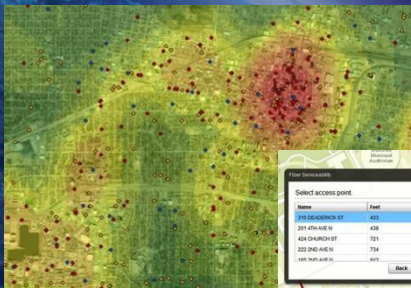 Municipal
Auditorium
Fiber Serviceability
Select access point.
Name Feet
315 DEADERICK ST 433
201 4TH AVE N 438
424 CHURCH ST 721
222 2ND AVE N 734
Back